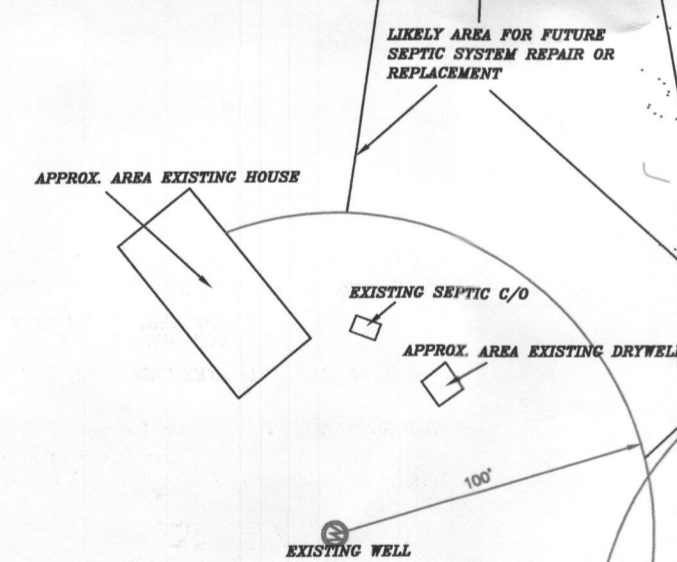 LIKELY AREA FOR FUTURE
SEPTIC SYSTEM REPAIR OR
REPLACEMENT
APPROX. AREA EXISTING HOUSE
EXISTING SEPTIC C/O
APPROX. AREA EXISTING DRYWELL
100'
W
EXISTING WELL